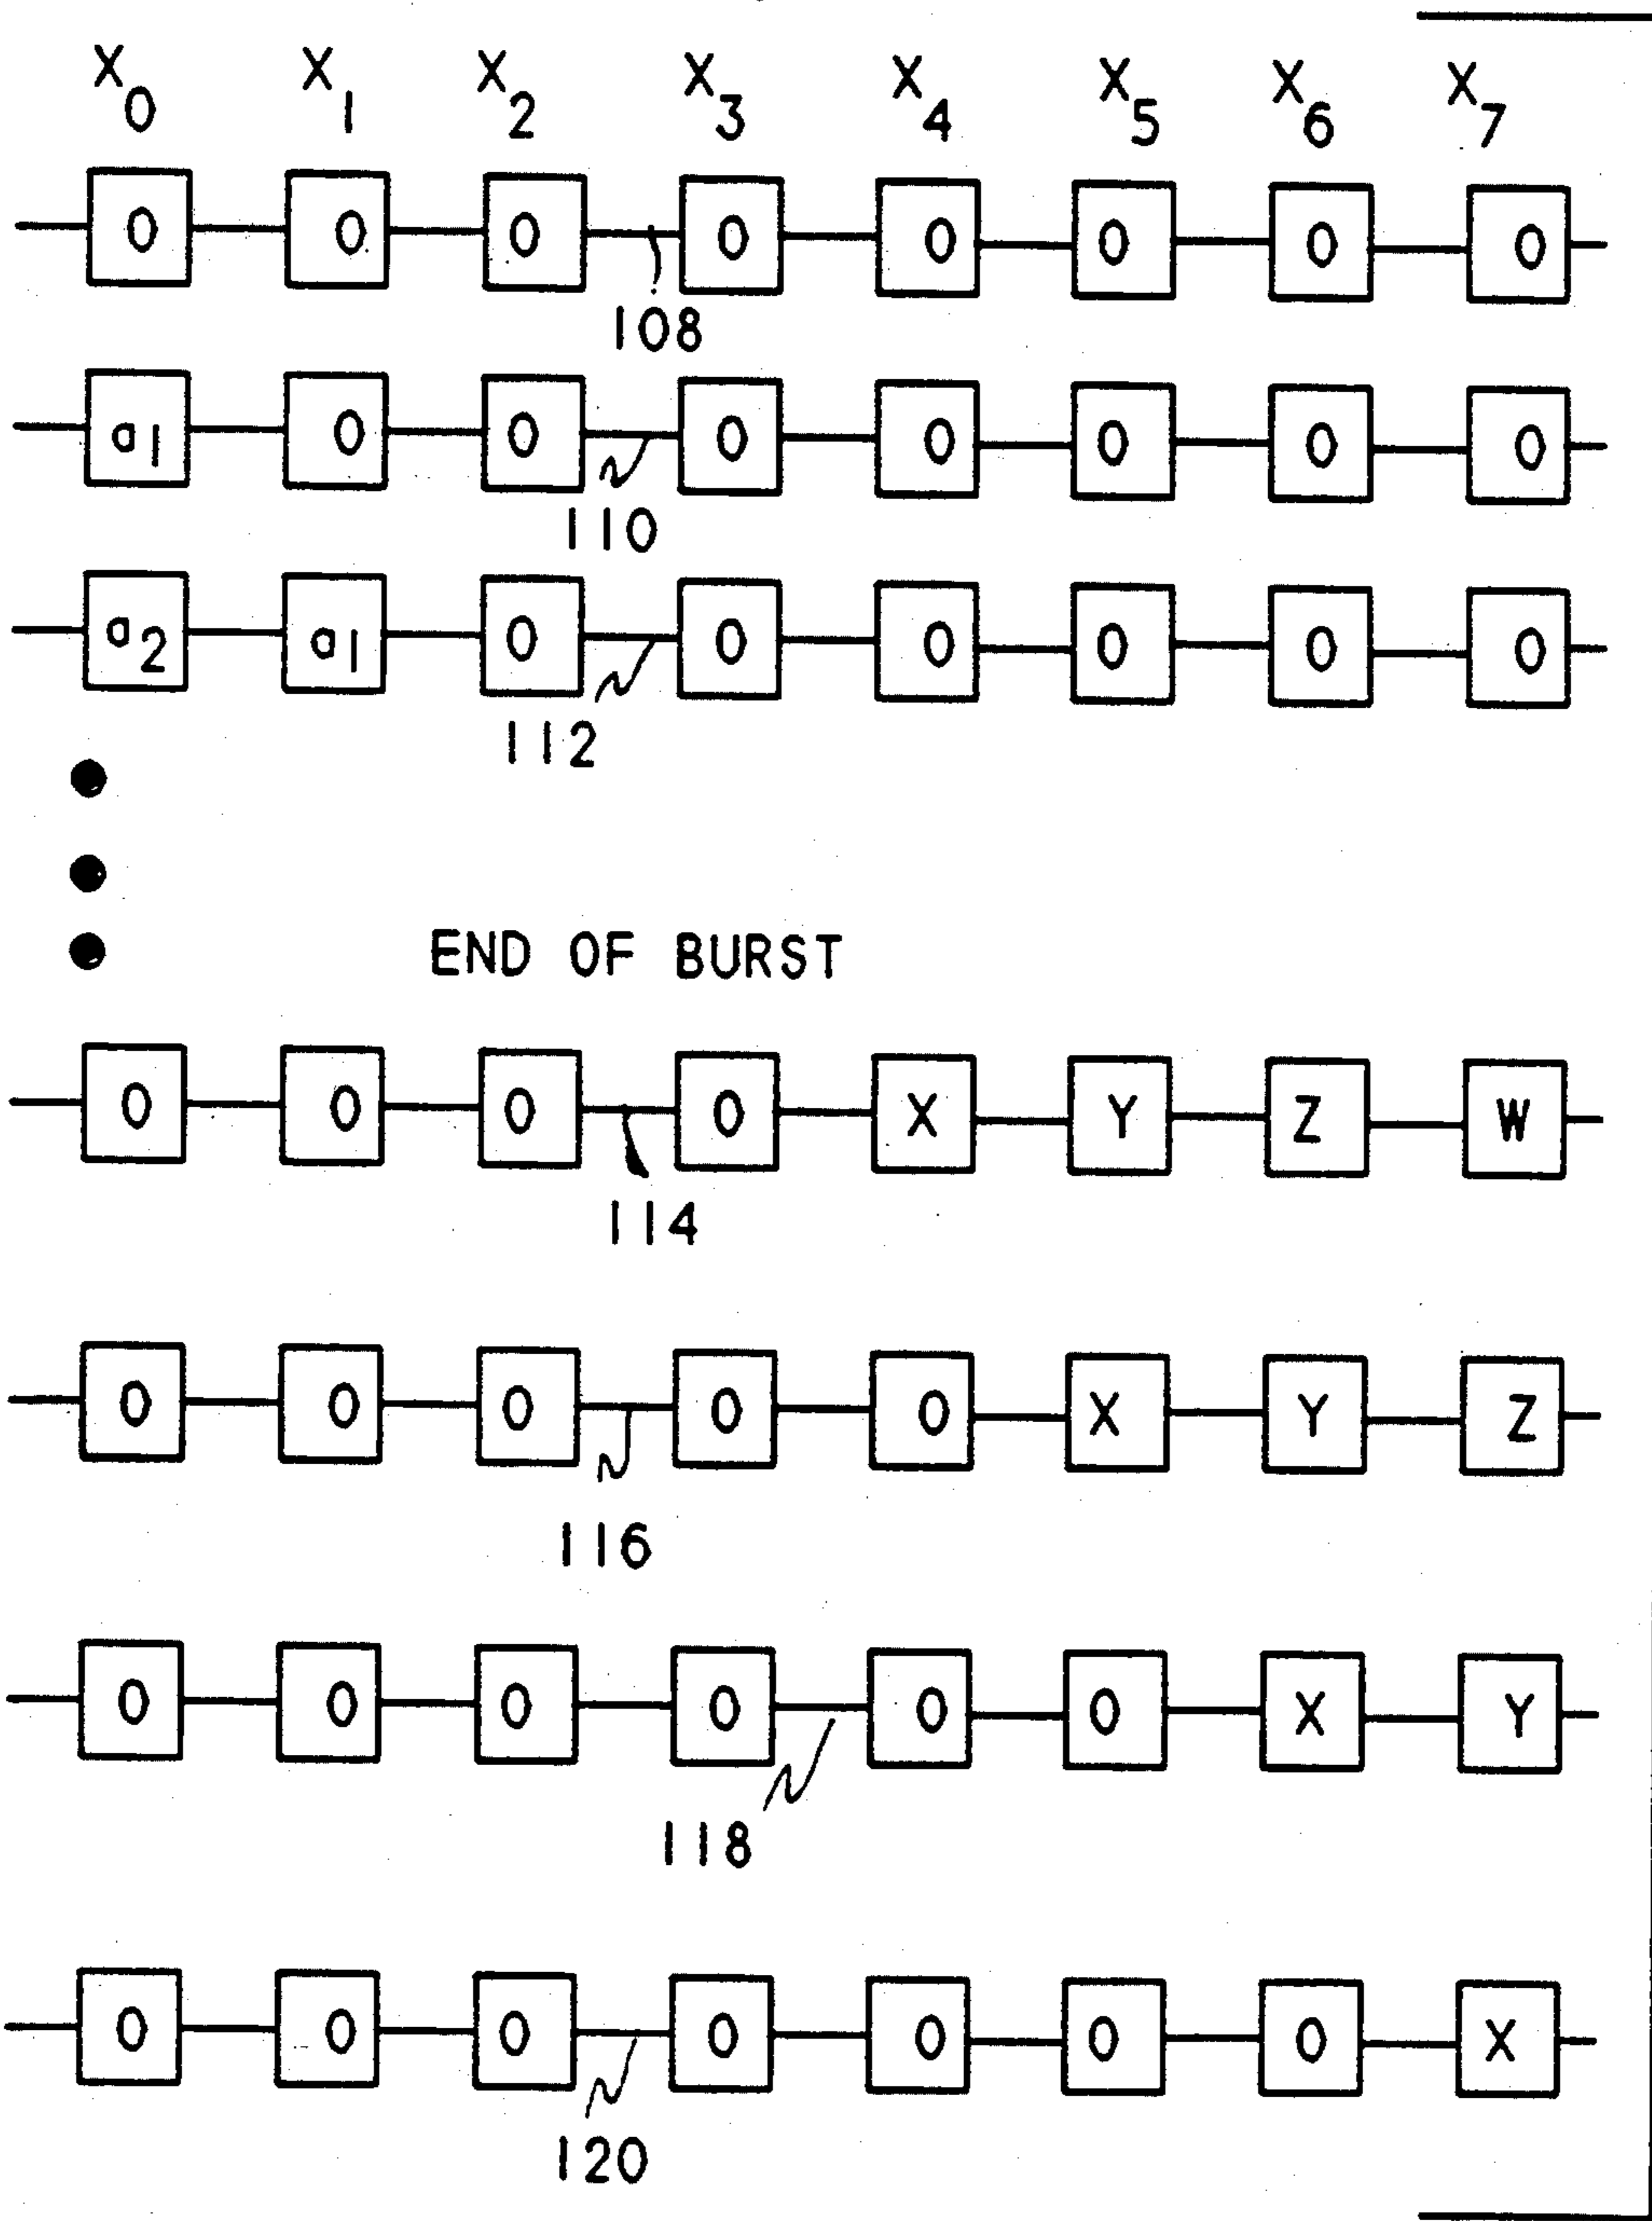 X0 X1 X2 X3 X4 X5 X6 X7
0 0 0 0 0 0 0 0
108
a1 0 0 0 0 0 0 0
110
a2 a1 0 0 0 0 0 0
112
END OF BURST
0 0 0 0 X Y Z W
114
0 0 0 0 0 X Y Z
116
0 0 0 0 0 0 X Y
118
0 0 0 0 0 0 0 X
120